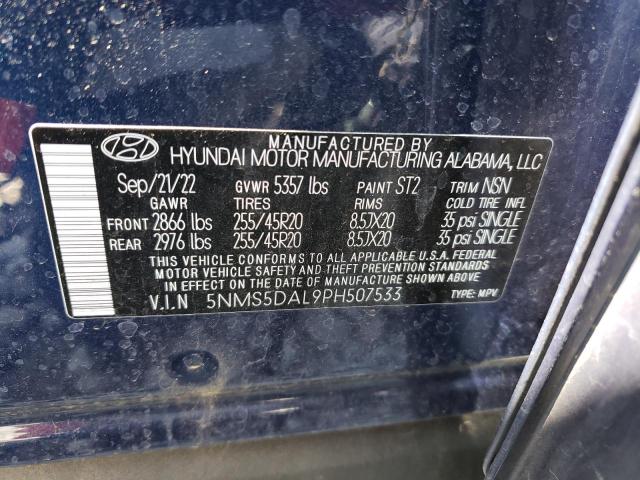 MANUFACTURED BY
HYUNDAI MOTOR MANUFACTURING ALABAMA, LLC
Sep/21/22 GVWR 5357 lbs PAINT ST2 TRIM NSN
GAWR TIRES RIMS COLD TIRE INFL
FRONT 2866 lbs 255/45R20 8.5JX20 35 psi SINGLE
REAR 2976 lbs 255/45R20 8.5JX20 35 psi SINGLE
THIS VEHICLE CONFORMS TO ALL APPLICABLE U.S.A. FEDERAL
MOTOR VEHICLE SAFETY AND THEFT PREVENTION STANDARDS
IN EFFECT ON THE DATE OF MANUFACTURE SHOWN ABOVE
V.I.N 5NMS5DAL9PH507533 TYPE: MPV